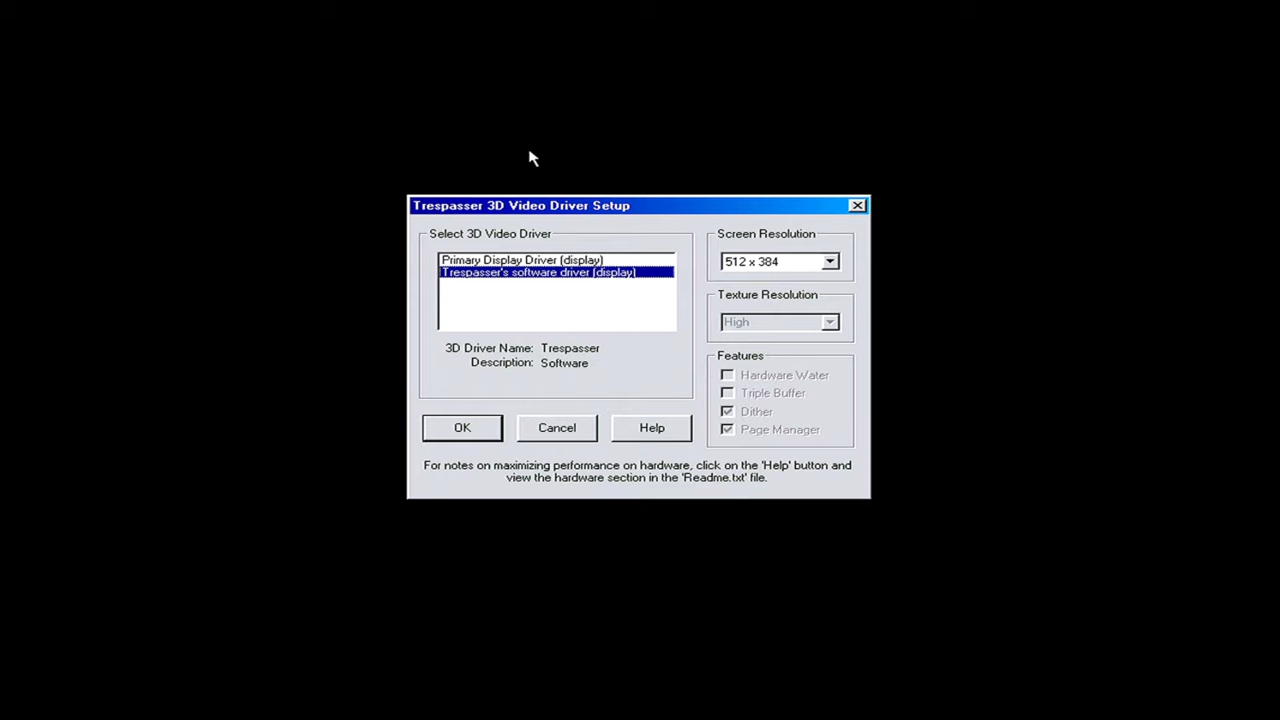 Trespasser 3D Video Driver Setup
Select 3D Video Driver
Primary Display Driver (display)
Trespasser's software driver (display)
3D Driver Name: Trespasser
Description: Software
OK
Cancel
Help
Screen Resolution
512 x 384
Texture Resolution
High
Features
Hardware Water
Triple Buffer
Dither
Page Manager
For notes on maximizing performance on hardware, click on the 'Help' button and
view the hardware section in the 'Readme.txt' file.